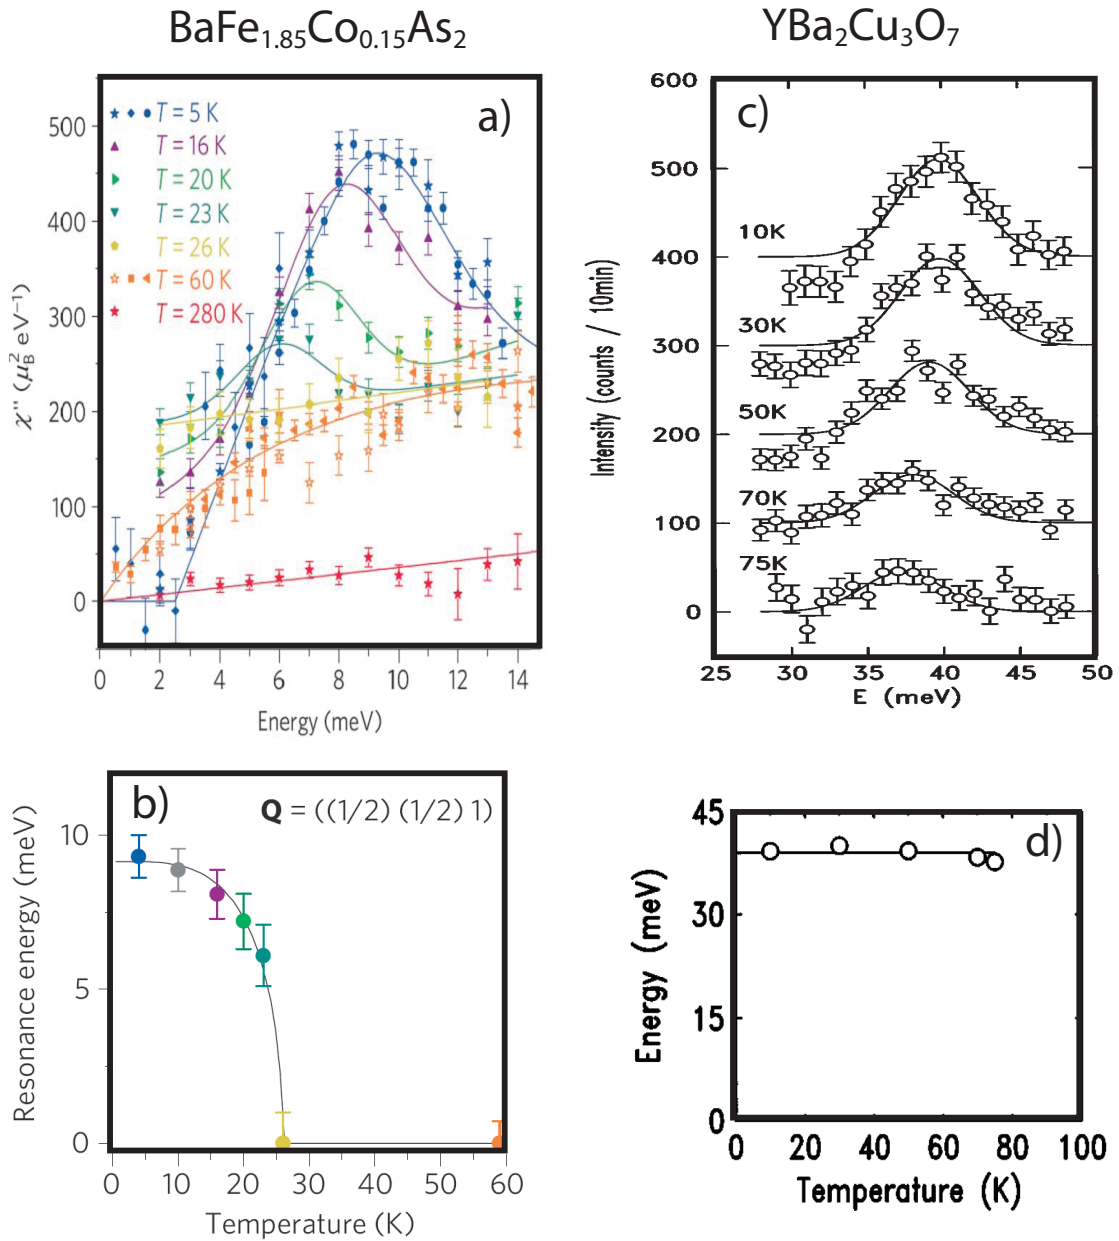 BaFe₁.₈₅Co₀.₁₅As₂
YBa₂Cu₃O₇
a)
T = 5 K
T = 16 K
T = 20 K
T = 23 K
T = 26 K
T = 60 K
T = 280 K
500
400
300
200
100
0
χ'' (μ_B² eV⁻¹)
0 2 4 6 8 10 12 14
Energy (meV)
c)
600
500
400
300
200
100
0
10K
30K
50K
70K
75K
Intensity (counts / 10min)
25 30 35 40 45 50
E (meV)
b)
Q = ((1/2) (1/2) 1)
10
5
0
Resonance energy (meV)
0 10 20 30 40 50 60
Temperature (K)
d)
45
30
15
0
Energy (meV)
0 20 40 60 80 100
Temperature (K)